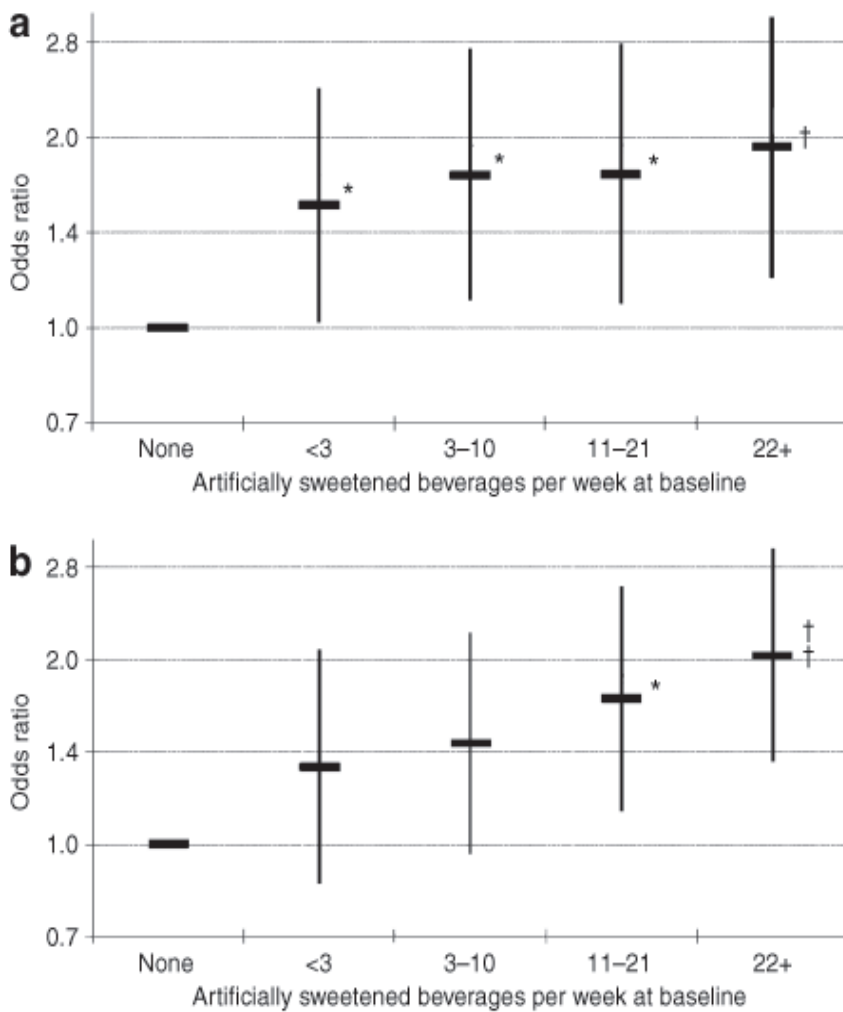 a
2.8
2.0
1.4
1.0
0.7
Odds ratio
*
*
*
†
None <3 3–10 11–21 22+
Artificially sweetened beverages per week at baseline
b
2.8
2.0
1.4
1.0
0.7
Odds ratio
*
†
†
None <3 3–10 11–21 22+
Artificially sweetened beverages per week at baseline